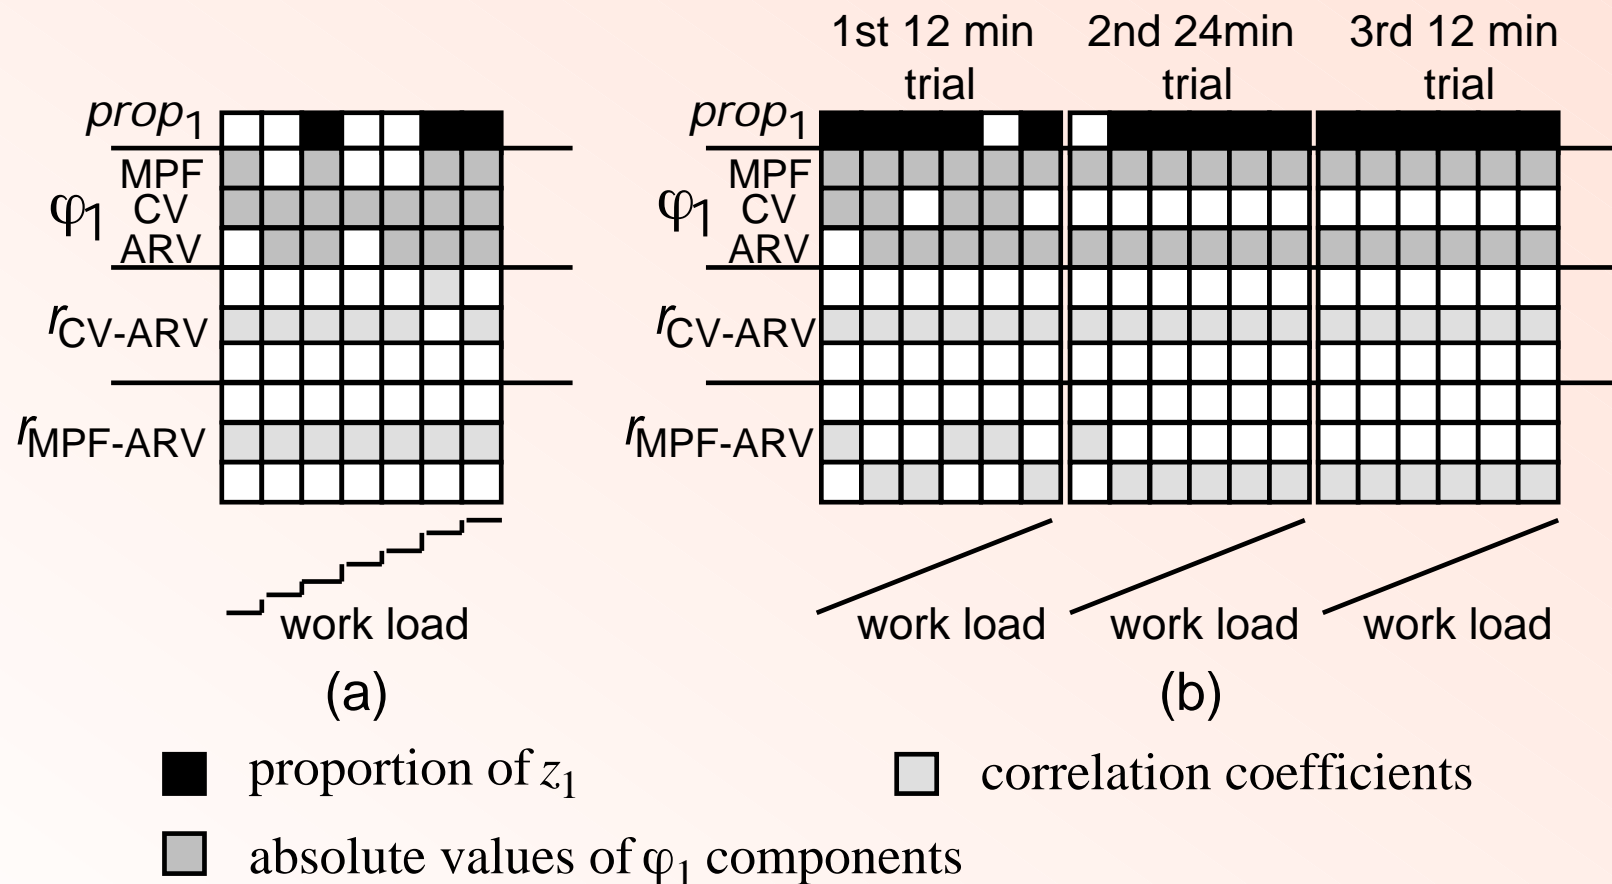 1st 12 min trial
2nd 24min trial
3rd 12 min trial
prop1
φ1
MPF
CV
ARV
rCV-ARV
rMPF-ARV
work load
(a)
prop1
φ1
MPF
CV
ARV
rCV-ARV
rMPF-ARV
work load
work load
work load
(b)
proportion of z1
correlation coefficients
absolute values of φ1 components